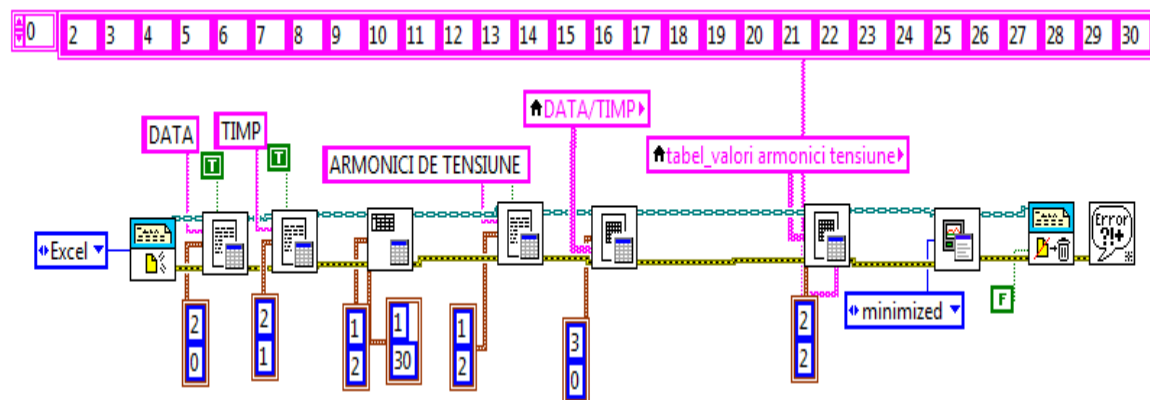 0 2 3 4 5 6 7 8 9 10 11 12 13 14 15 16 17 18 19 20 21 22 23 24 25 26 27 28 29 30
DATA/TIMP
DATA TIMP
T T
ARMONICI DE TENSIUNE
tabel_valori armonici tensiune
Error
?!+
Excel
minimized
F
2
0
2
1
1
2
1
30
1
2
3
0
2
2